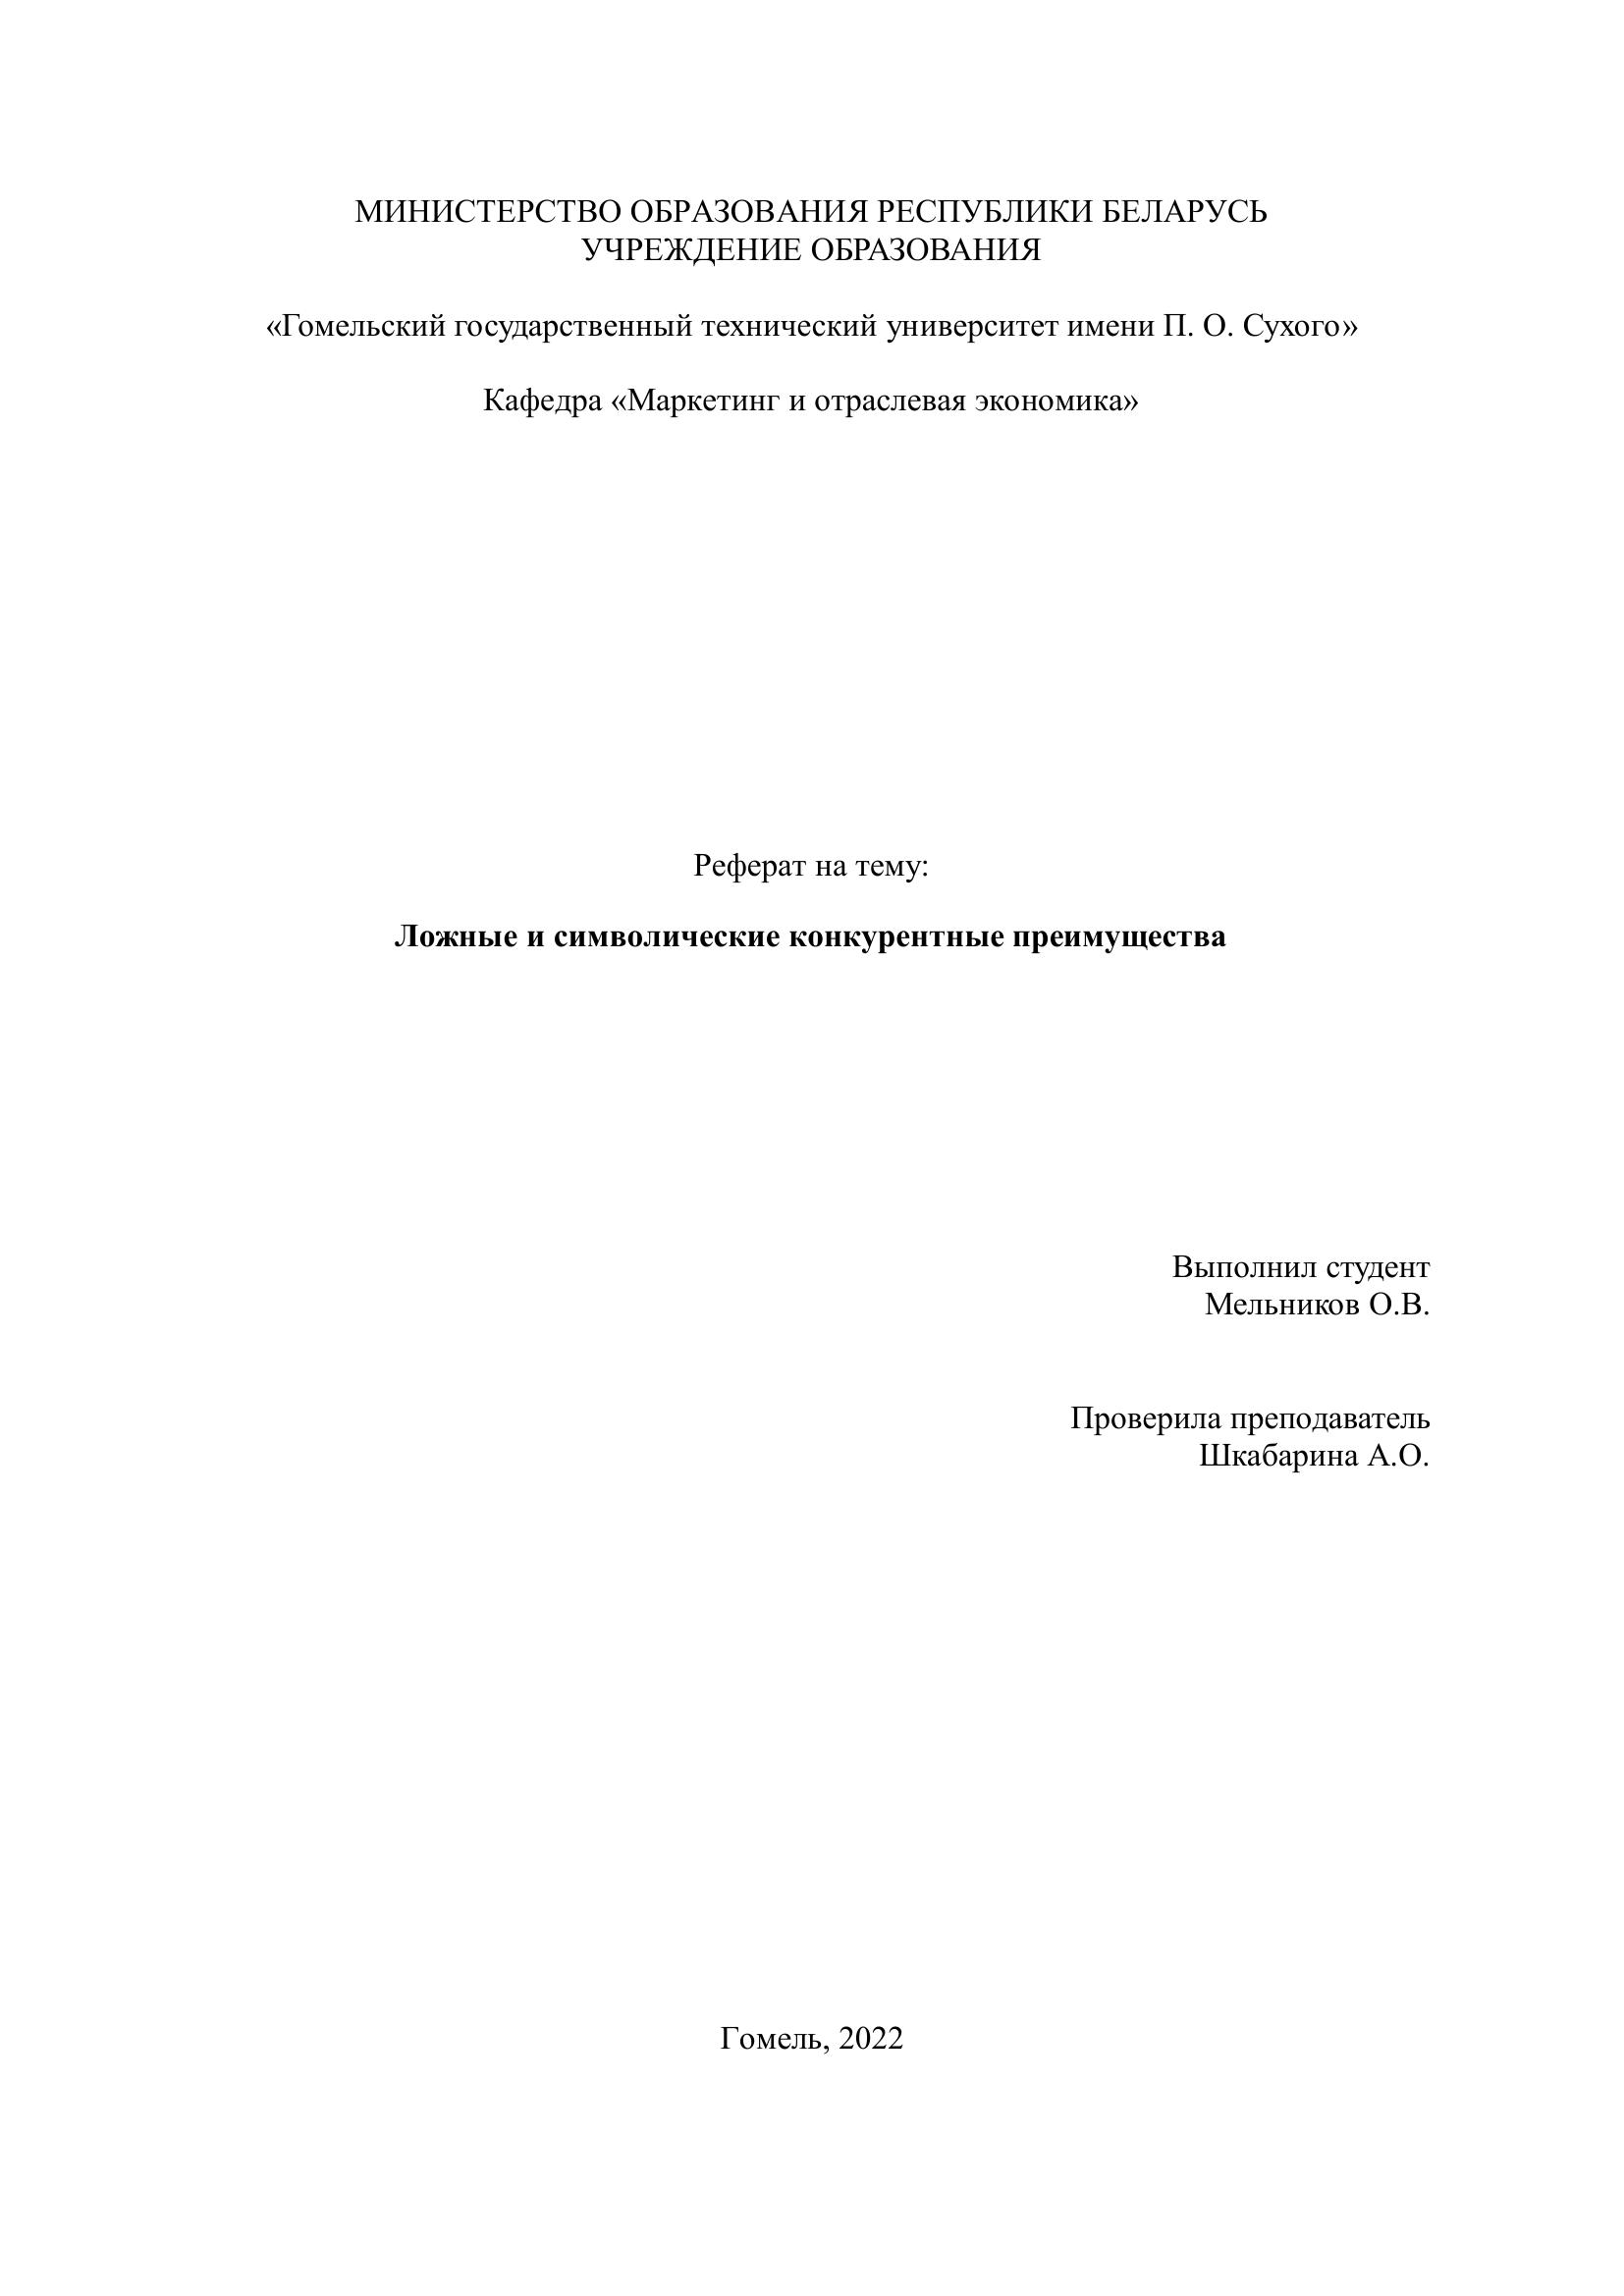 МИНИСТЕРСТВО ОБРАЗОВАНИЯ РЕСПУБЛИКИ БЕЛАРУСЬ
УЧРЕЖДЕНИЕ ОБРАЗОВАНИЯ
«Гомельский государственный технический университет имени П. О. Сухого»
Кафедра «Маркетинг и отраслевая экономика»
Реферат на тему:
Ложные и символические конкурентные преимущества
Выполнил студент
Мельников О.В.
Проверила преподаватель
Шкабарина А.О.
Гомель, 2022